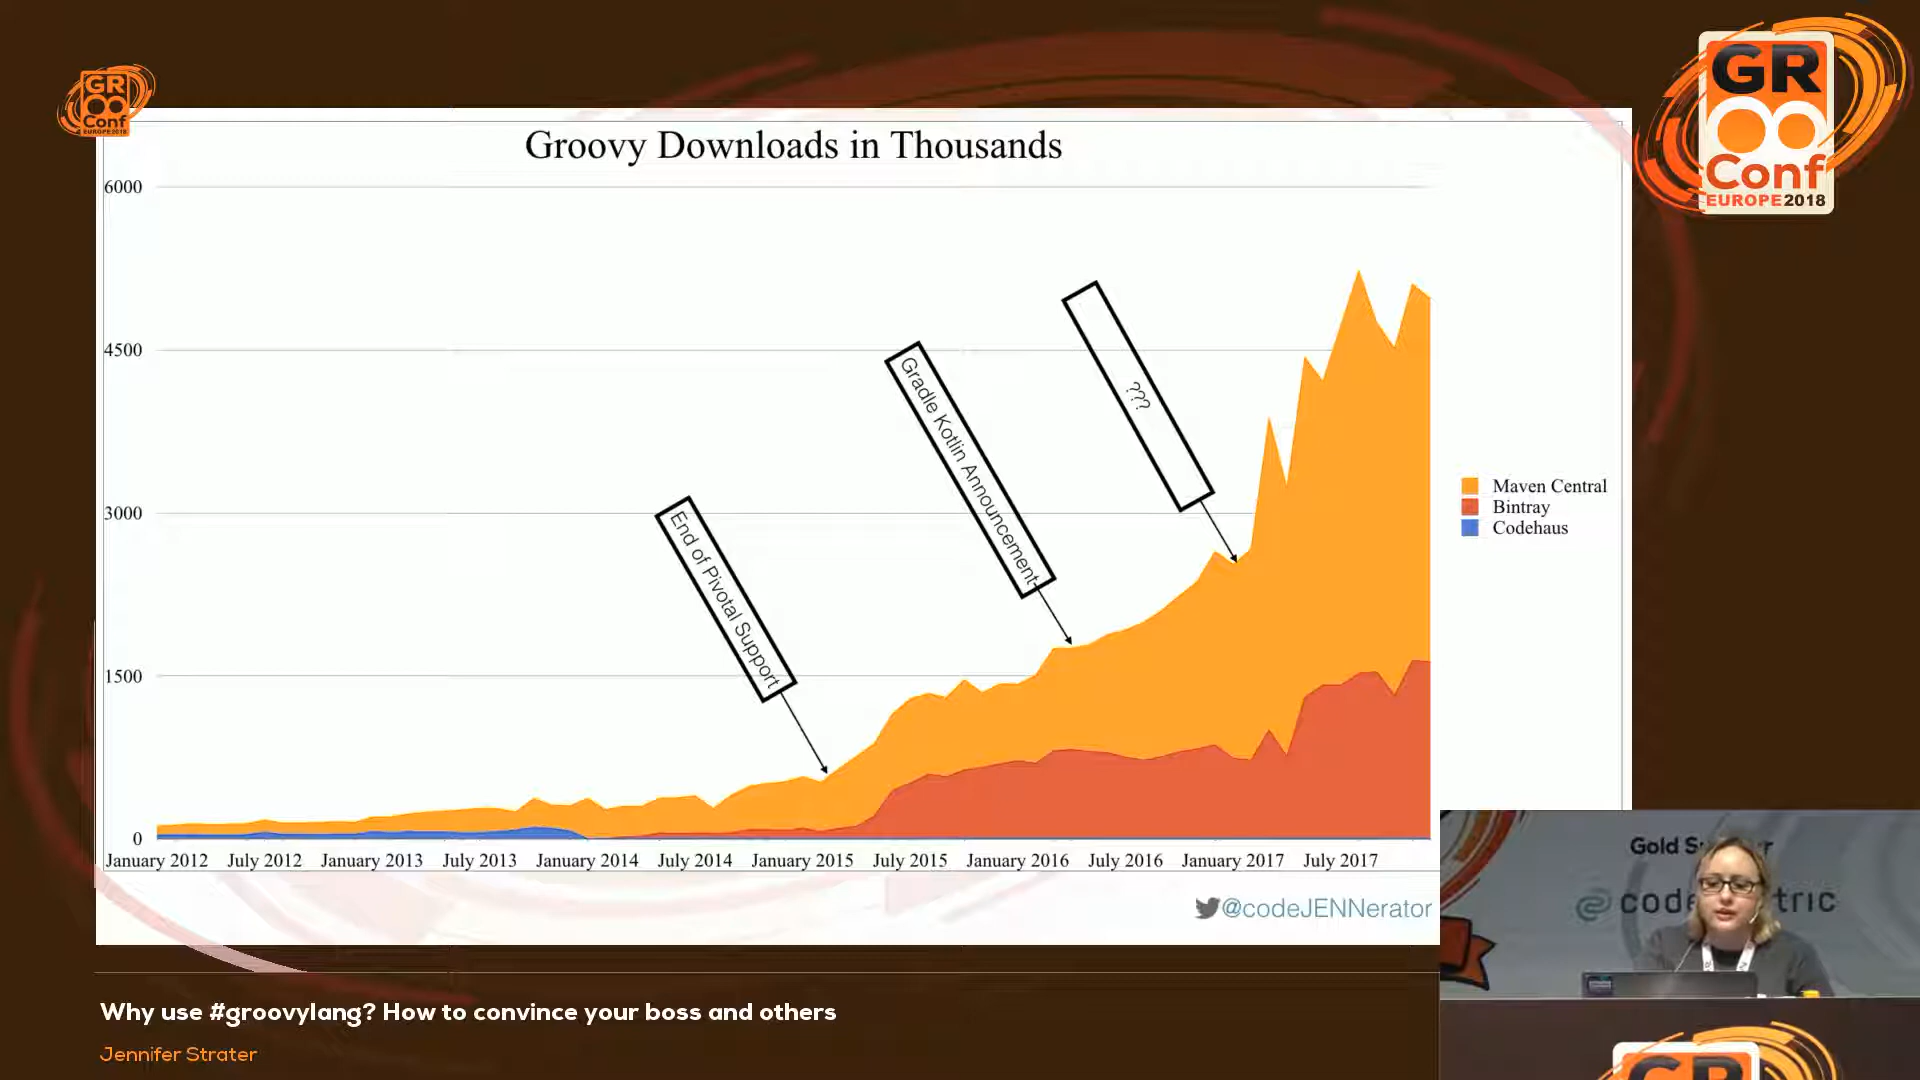 GR
Conf
EUROPE 2018
GR
Conf
EUROPE2018
Groovy Downloads in Thousands
6000
4500
3000
1500
0
End of Pivotal Support
Gradle Kotlin Announcement
???
Maven Central
Bintray
Codehaus
January 2012 July 2012 January 2013 July 2013 January 2014 July 2014 January 2015 July 2015 January 2016 July 2016 January 2017 July 2017
@codeJENNerator
Gold
Why use #groovylang? How to convince your boss and others
Jennifer Strater